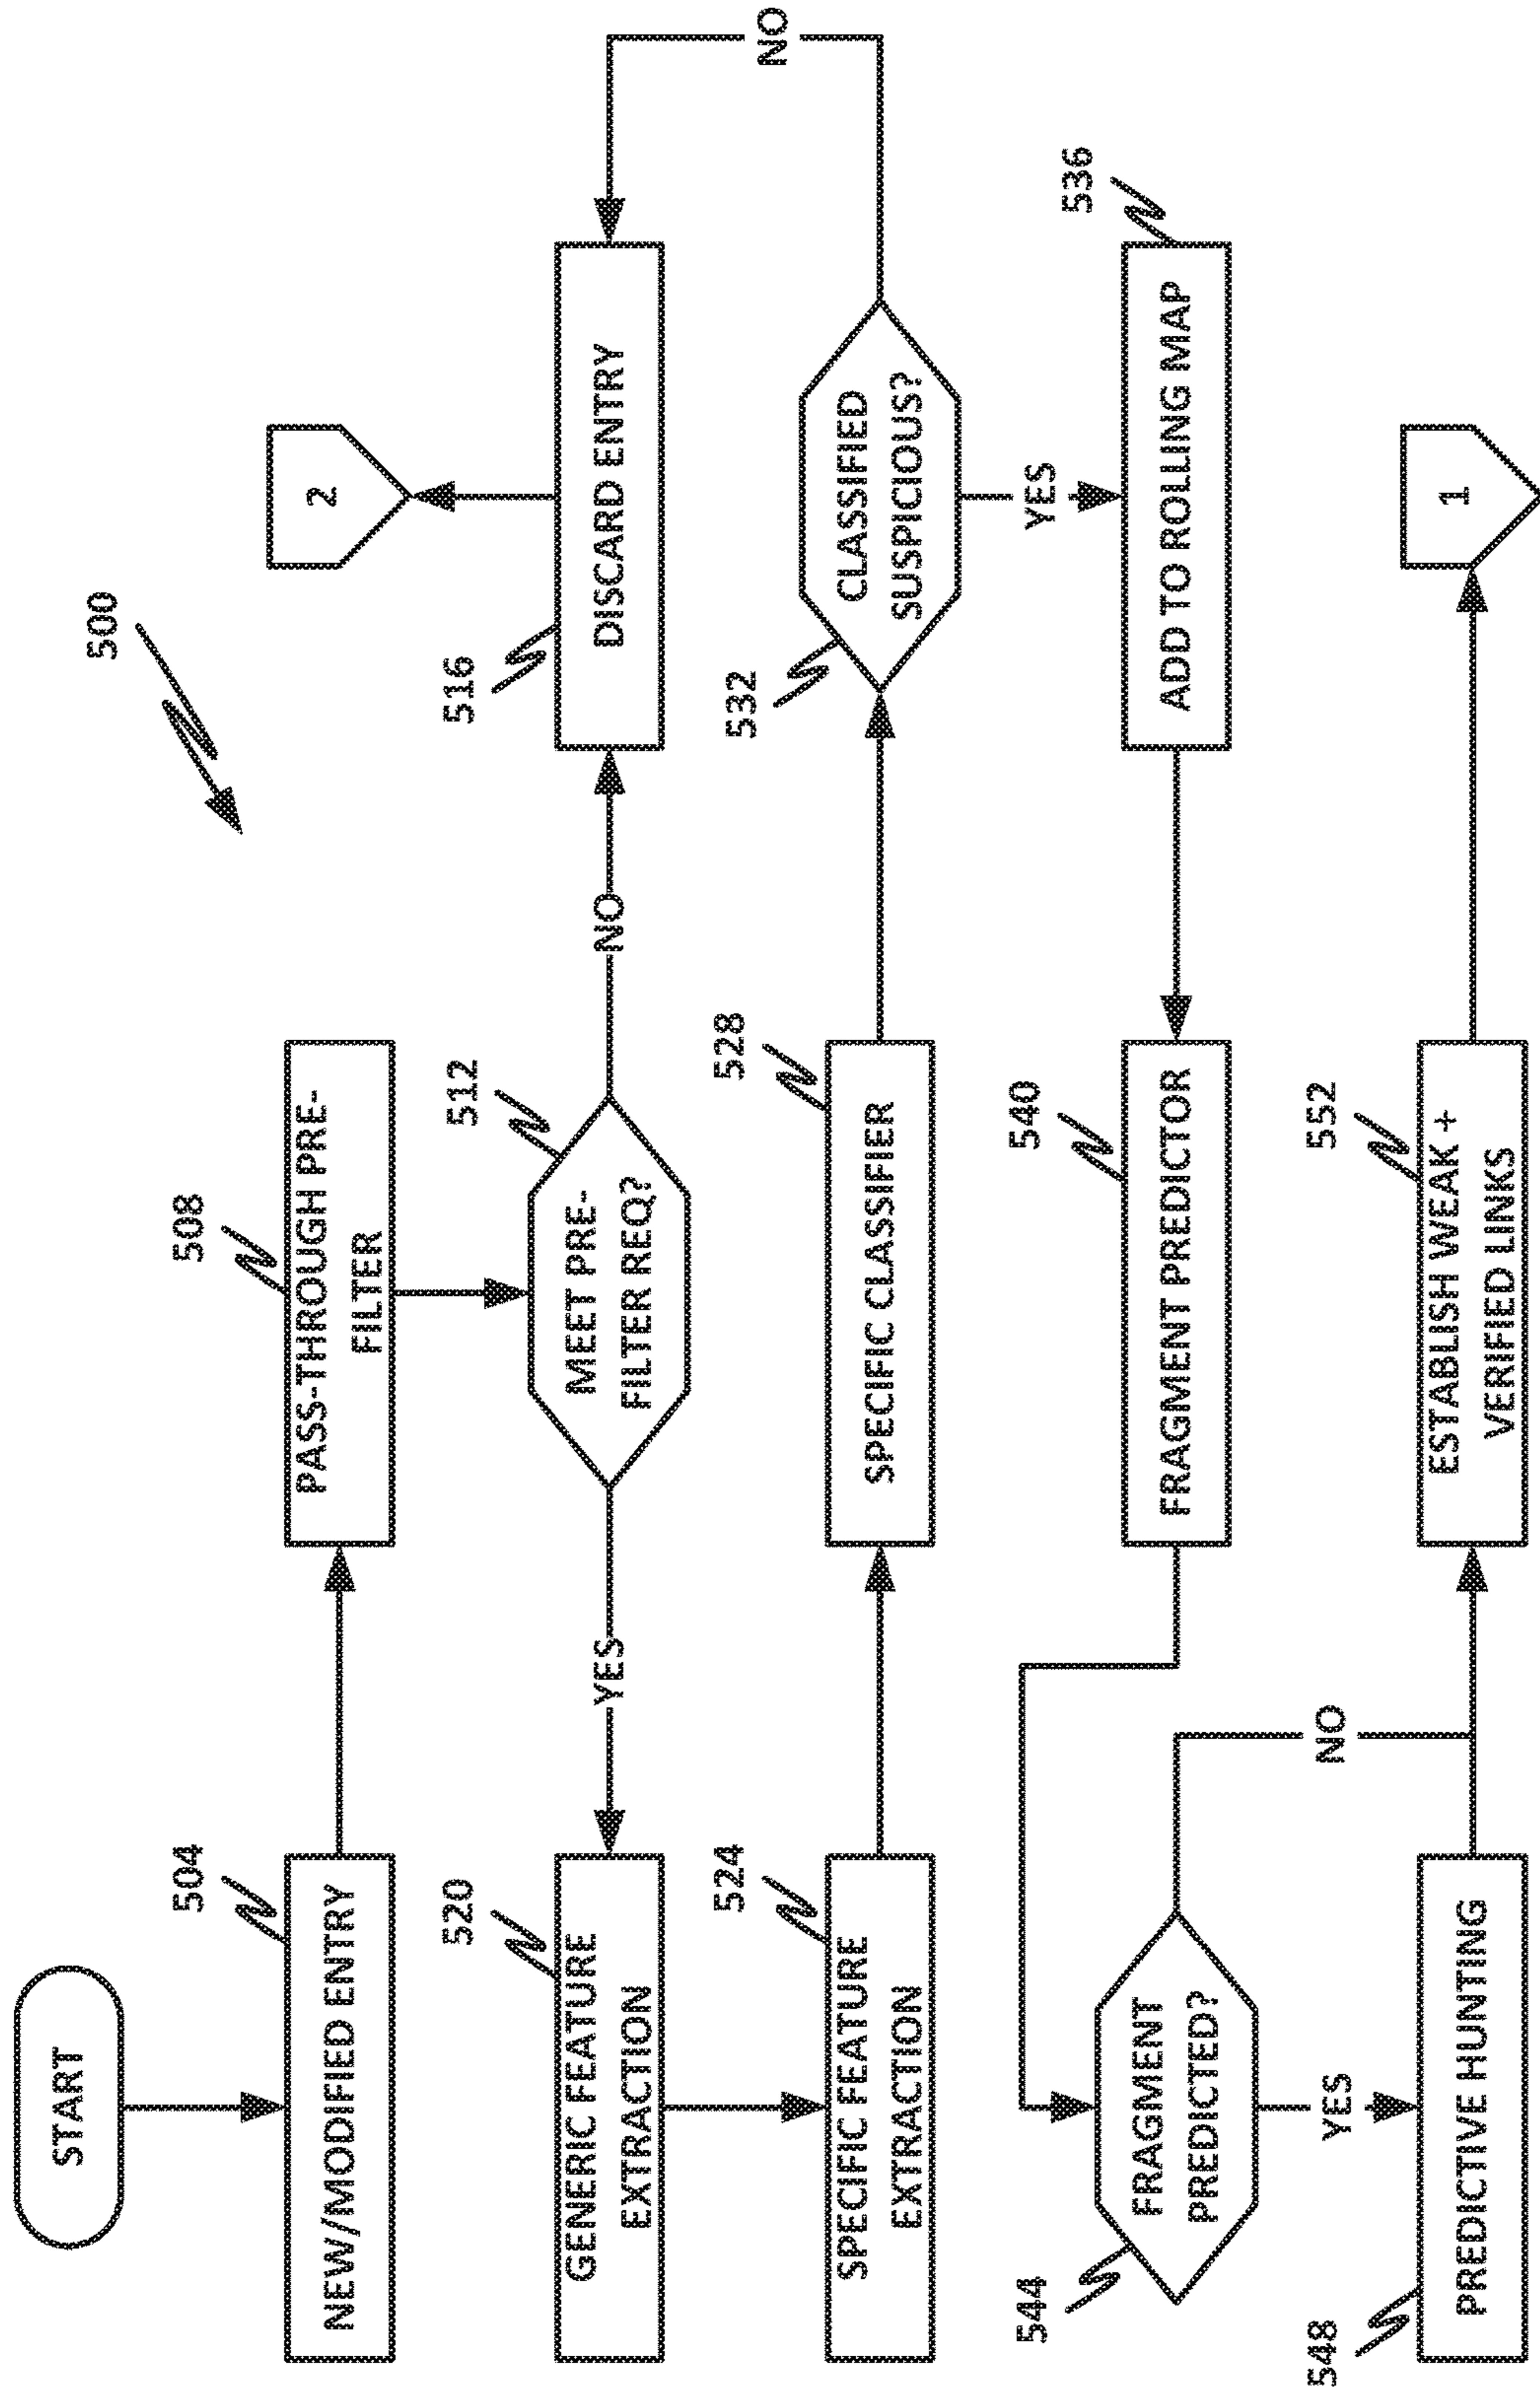 500
START
504
NEW/MODIFIED ENTRY
508
PASS-THROUGH PRE-
FILTER
2
512
MEET PRE-
FILTER REQ?
NO
516
DISCARD ENTRY
YES
520
GENERIC FEATURE
EXTRACTION
524
SPECIFIC FEATURE
EXTRACTION
528
SPECIFIC CLASSIFIER
532
CLASSIFIED
SUSPICIOUS?
NO
YES
536
ADD TO ROLLING MAP
540
FRAGMENT PREDICTOR
544
FRAGMENT
PREDICTED?
NO
YES
548
PREDICTIVE HUNTING
552
ESTABLISH WEAK +
VERIFIED LINKS
1